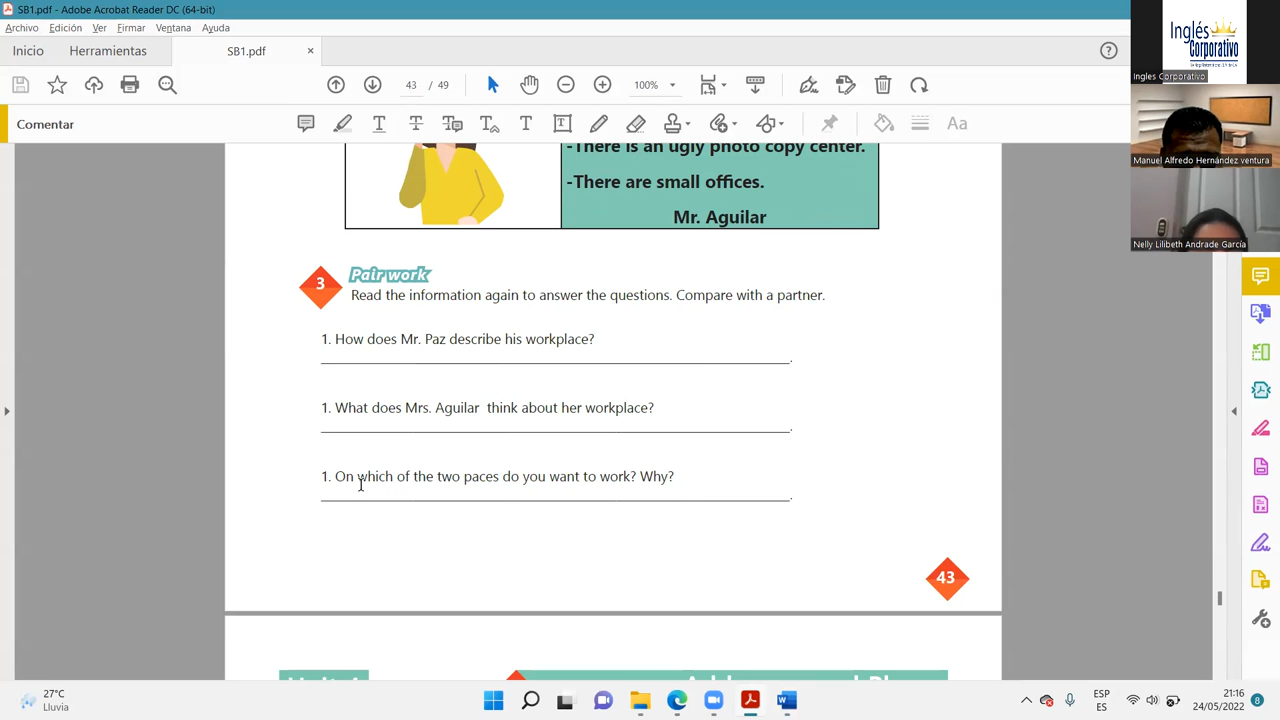 SB1.pdf - Adobe Acrobat Reader DC (64-bit)
Archivo Edición Ver Firmar Ventana Ayuda
Inicio Herramientas SB1.pdf ×
43 / 49 100%
Comentar
-There is an ugly photo copy center.
-There are small offices.
Mr. Aguilar
3 Pair work
Read the information again to answer the questions. Compare with a partner.
1. How does Mr. Paz describe his workplace?
1. What does Mrs. Aguilar think about her workplace?
1. On which of the two paces do you want to work? Why?
43
Inglés
Corporativo
Ingles Corporativo
Manuel Alfredo Hernández ventura
Nelly Lilibeth Andrade García
27°C
Lluvia
ESP
ES
21:16
24/05/2022
8